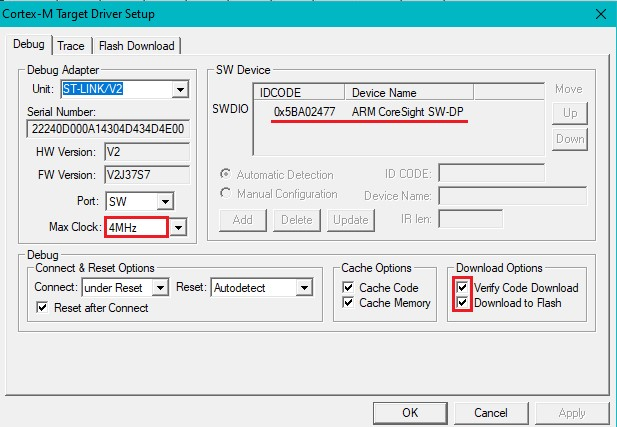 Cortex-M Target Driver Setup
Debug Trace Flash Download
Debug Adapter
Unit: ST-LINK/V2
Serial Number:
22240D000A14304D434D4E00
HW Version: V2
FW Version: V2J37S7
Port: SW
Max Clock: 4MHz
SW Device
IDCODE Device Name
SWDIO 0x5BA02477 ARM CoreSight SW-DP
Move
Up
Down
Automatic Detection
Manual Configuration
ID CODE:
Device Name:
Add Delete Update IR len:
Debug
Connect & Reset Options
Connect: under Reset Reset: Autodetect
Reset after Connect
Cache Options
Cache Code
Cache Memory
Download Options
Verify Code Download
Download to Flash
OK Cancel Apply